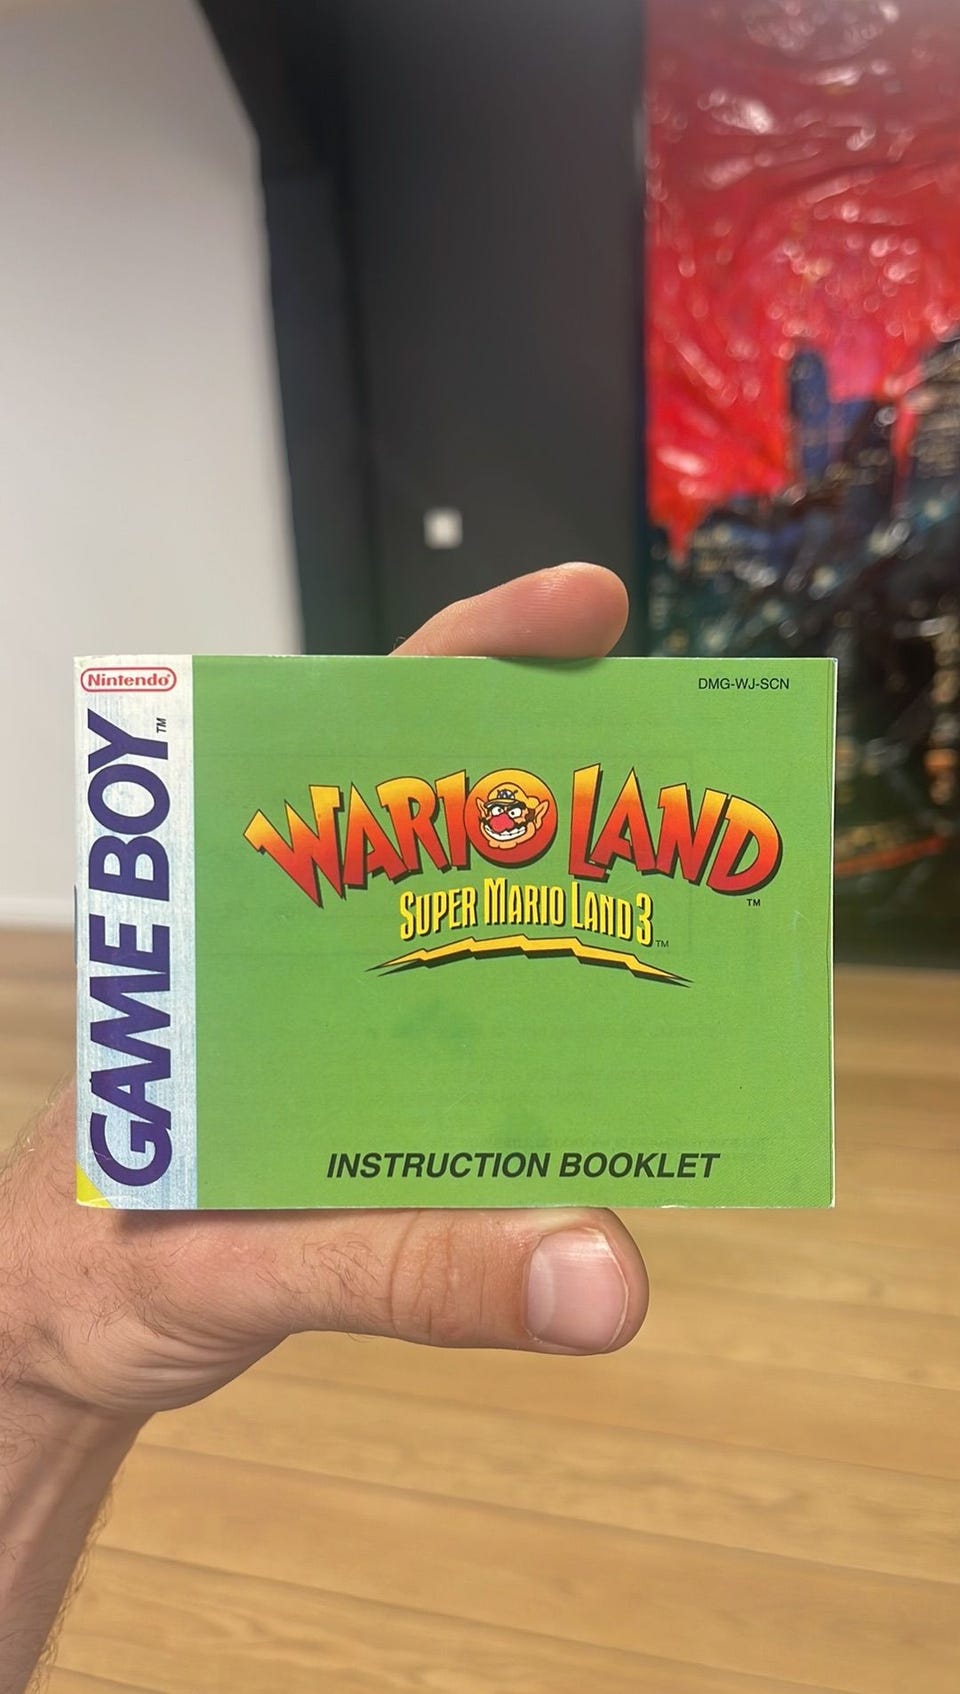 Nintendo®
GAME BOY™
DMG-WJ-SCN
WARIO LAND™
SUPER MARIO LAND 3™
INSTRUCTION BOOKLET